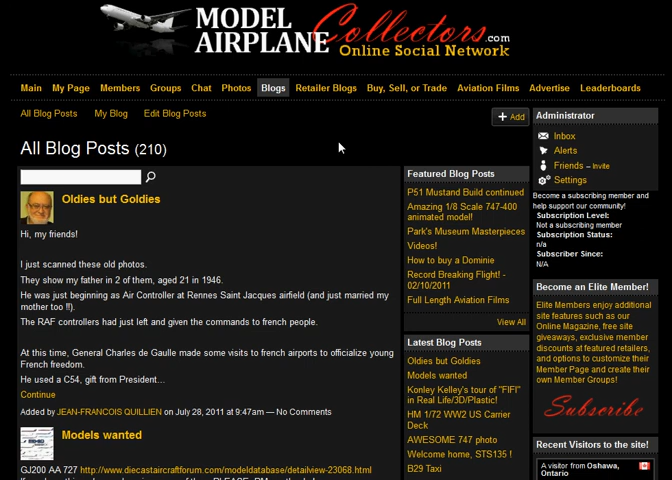 MODEL
AIRPLANE
Collectors.com
Online Social Network
Main My Page Members Groups Chat Photos Blogs Retailer Blogs Buy, Sell, or Trade Aviation Films Advertise Leaderboards
All Blog Posts My Blog Edit Blog Posts
+ Add
All Blog Posts (210)
Oldies but Goldies
Hi, my friends!
I just scanned these old photos.
They show my father in 2 of them, aged 21 in 1946.
He was just beginning as Air Controller at Rennes Saint Jacques airfield (and just married my
mother too !!).
The RAF controllers had just left and given the commands to french people.
At this time, General Charles de Gaulle made some visits to french airports to officialize young
French freedom.
He used a C54, gift from President…
Continue
Added by JEAN-FRANCOIS QUILLIEN on July 28, 2011 at 9:47am — No Comments
Models wanted
GJ200 AA 727 http://www.diecastaircraftforum.com/modeldatabase/detailview-23068.html
Featured Blog Posts
P51 Mustand Build continued
Amazing 1/8 Scale 747-400
animated model!
Park's Museum Masterpieces
Videos!
How to buy a Dominie
Record Breaking Flight! -
02/10/2011
Full Length Aviation Films
View All
Latest Blog Posts
Oldies but Goldies
Models wanted
Konley Kelley's tour of "FIFI"
in Real Life/3D/Plastic!
HM 1/72 WW2 US Carrier
Deck
AWESOME 747 photo
Welcome home, STS135 !
B29 Taxi
Administrator
Inbox
Alerts
Friends – Invite
Settings
Become a subscribing member and
help support our community!
Subscription Level:
Not a subscribing member
Subscription Status:
n/a
Subscriber Since:
N/A
Become an Elite Member!
Elite Members enjoy additional
site features such as our
Online Magazine, free site
giveaways, exclusive member
discounts at featured retailers,
and options to customize their
Member Page and create their
own Member Groups!
Subscribe
Recent Visitors to the site!
A visitor from Oshawa,
Ontario